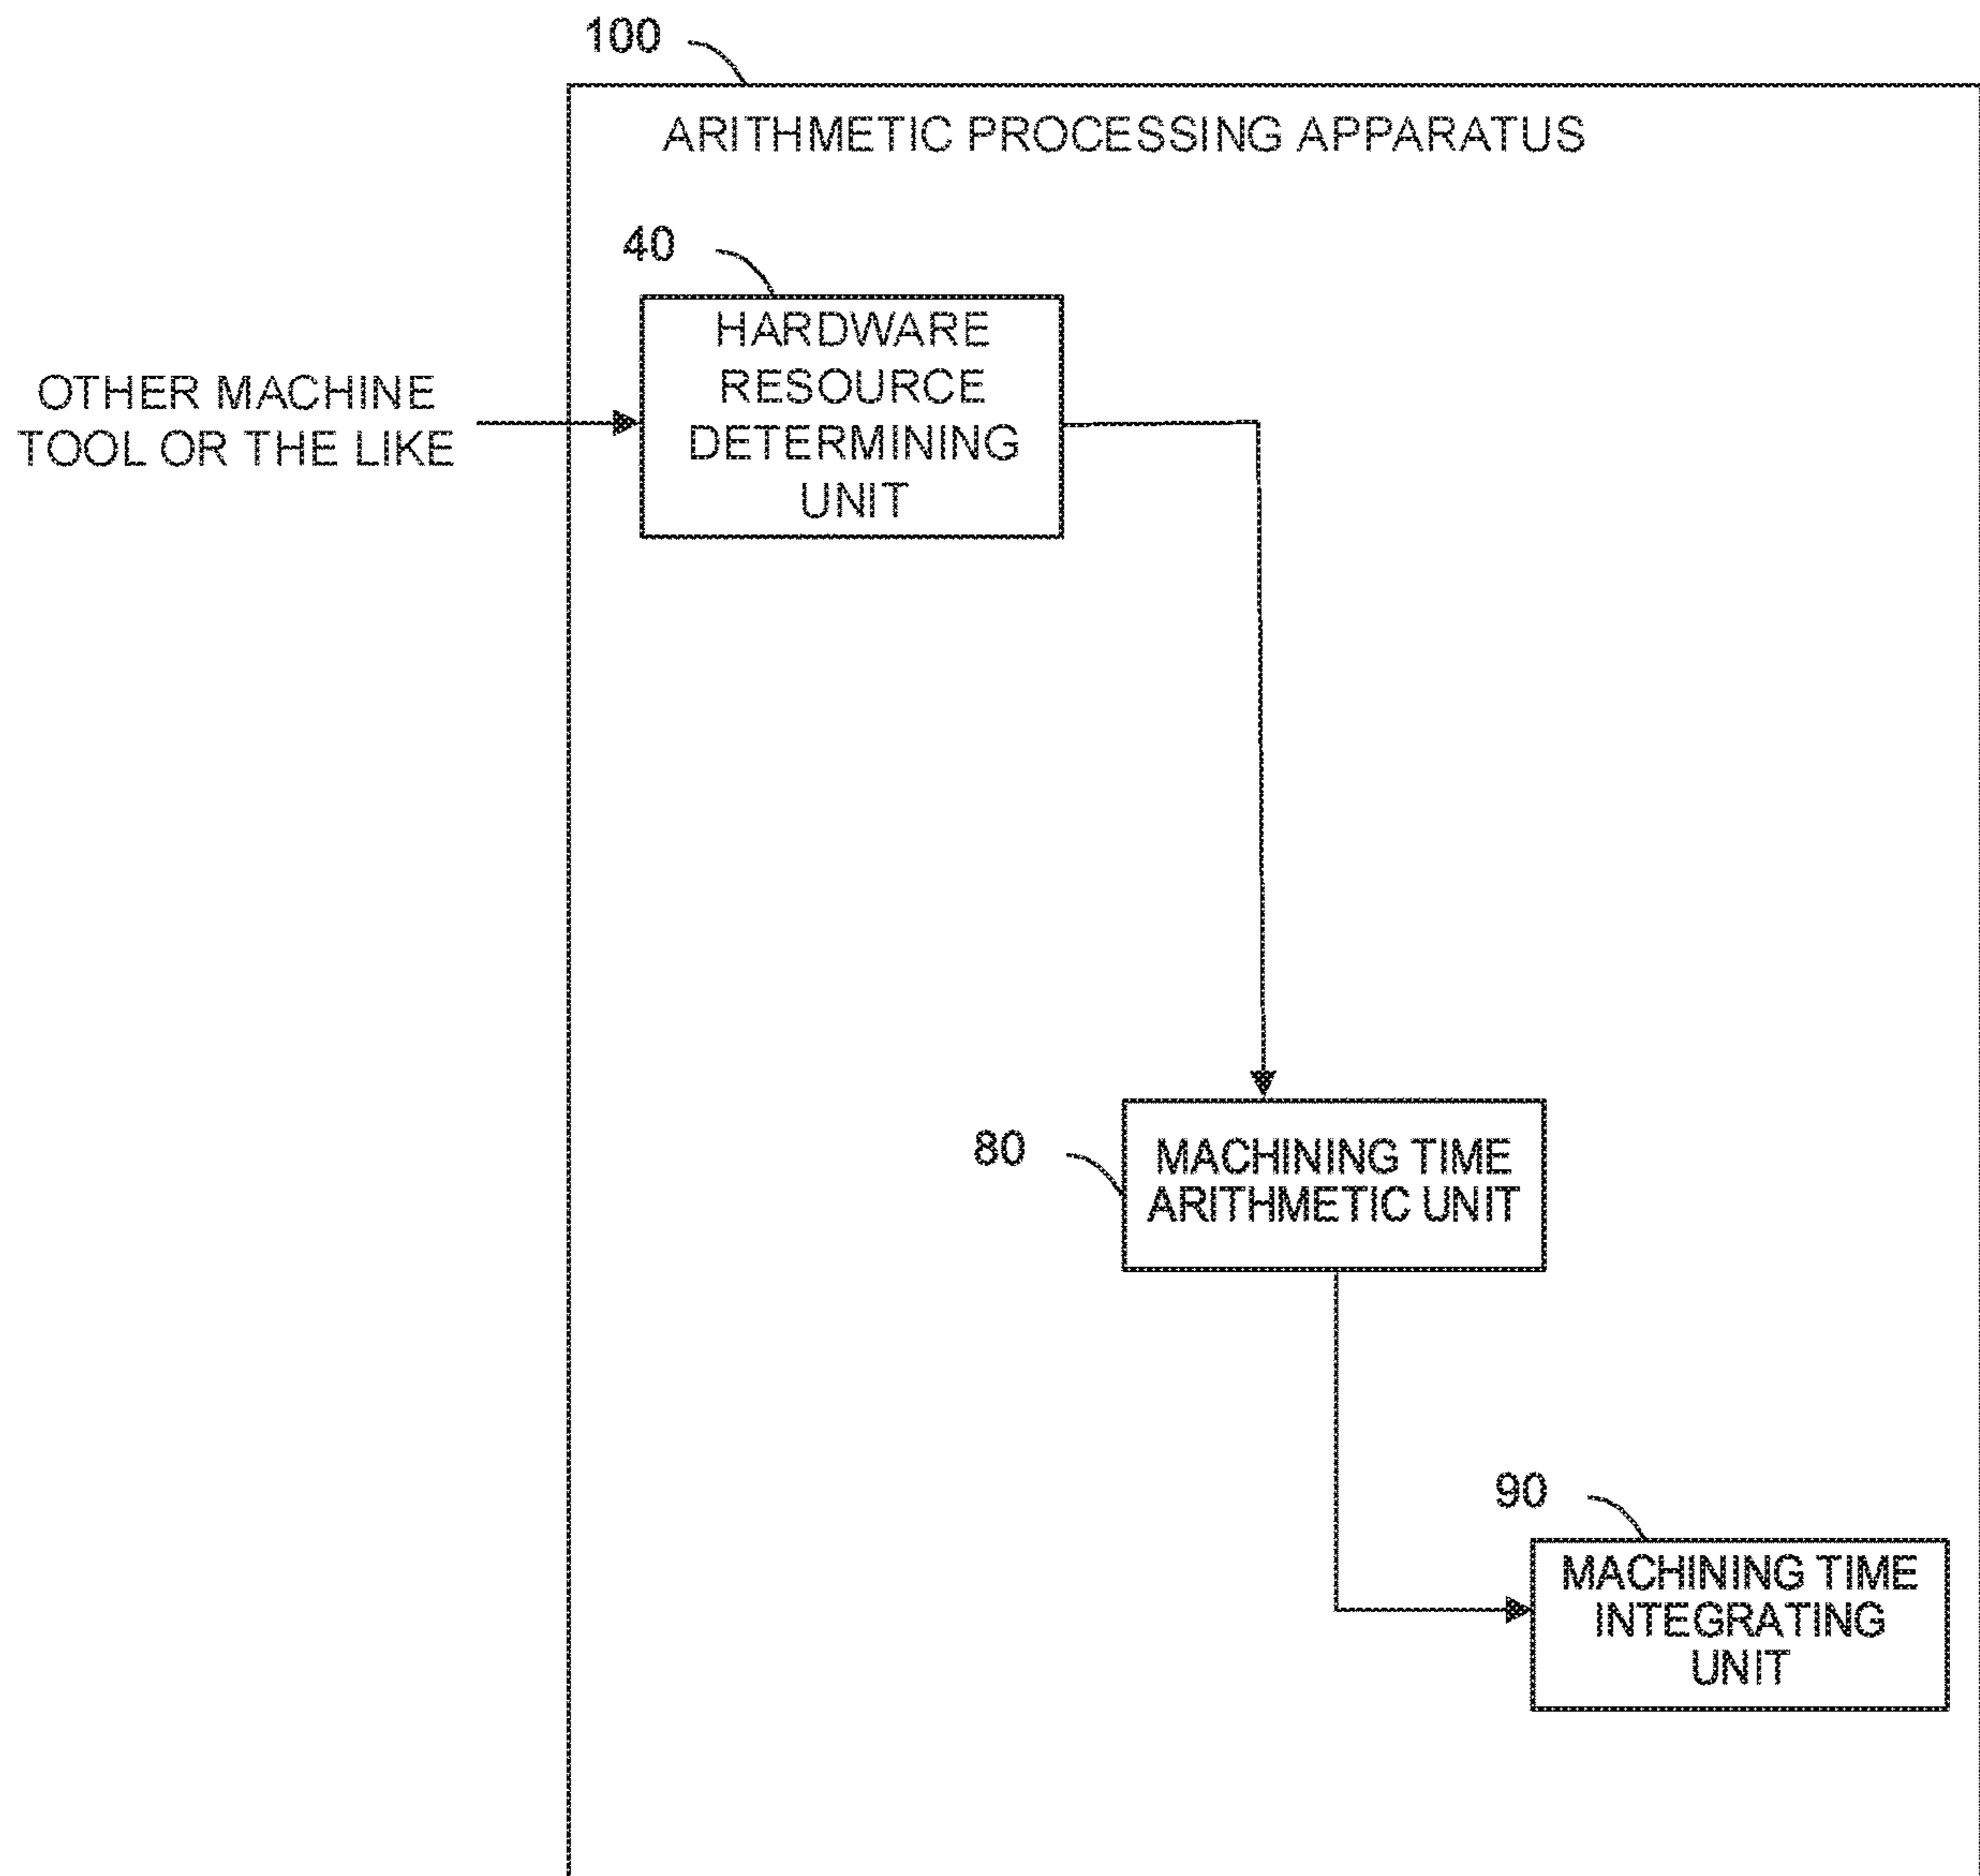 100
ARITHMETIC PROCESSING APPARATUS
40
HARDWARE
RESOURCE
DETERMINING
UNIT
OTHER MACHINE
TOOL OR THE LIKE
80
MACHINING TIME
ARITHMETIC UNIT
90
MACHINING TIME
INTEGRATING
UNIT